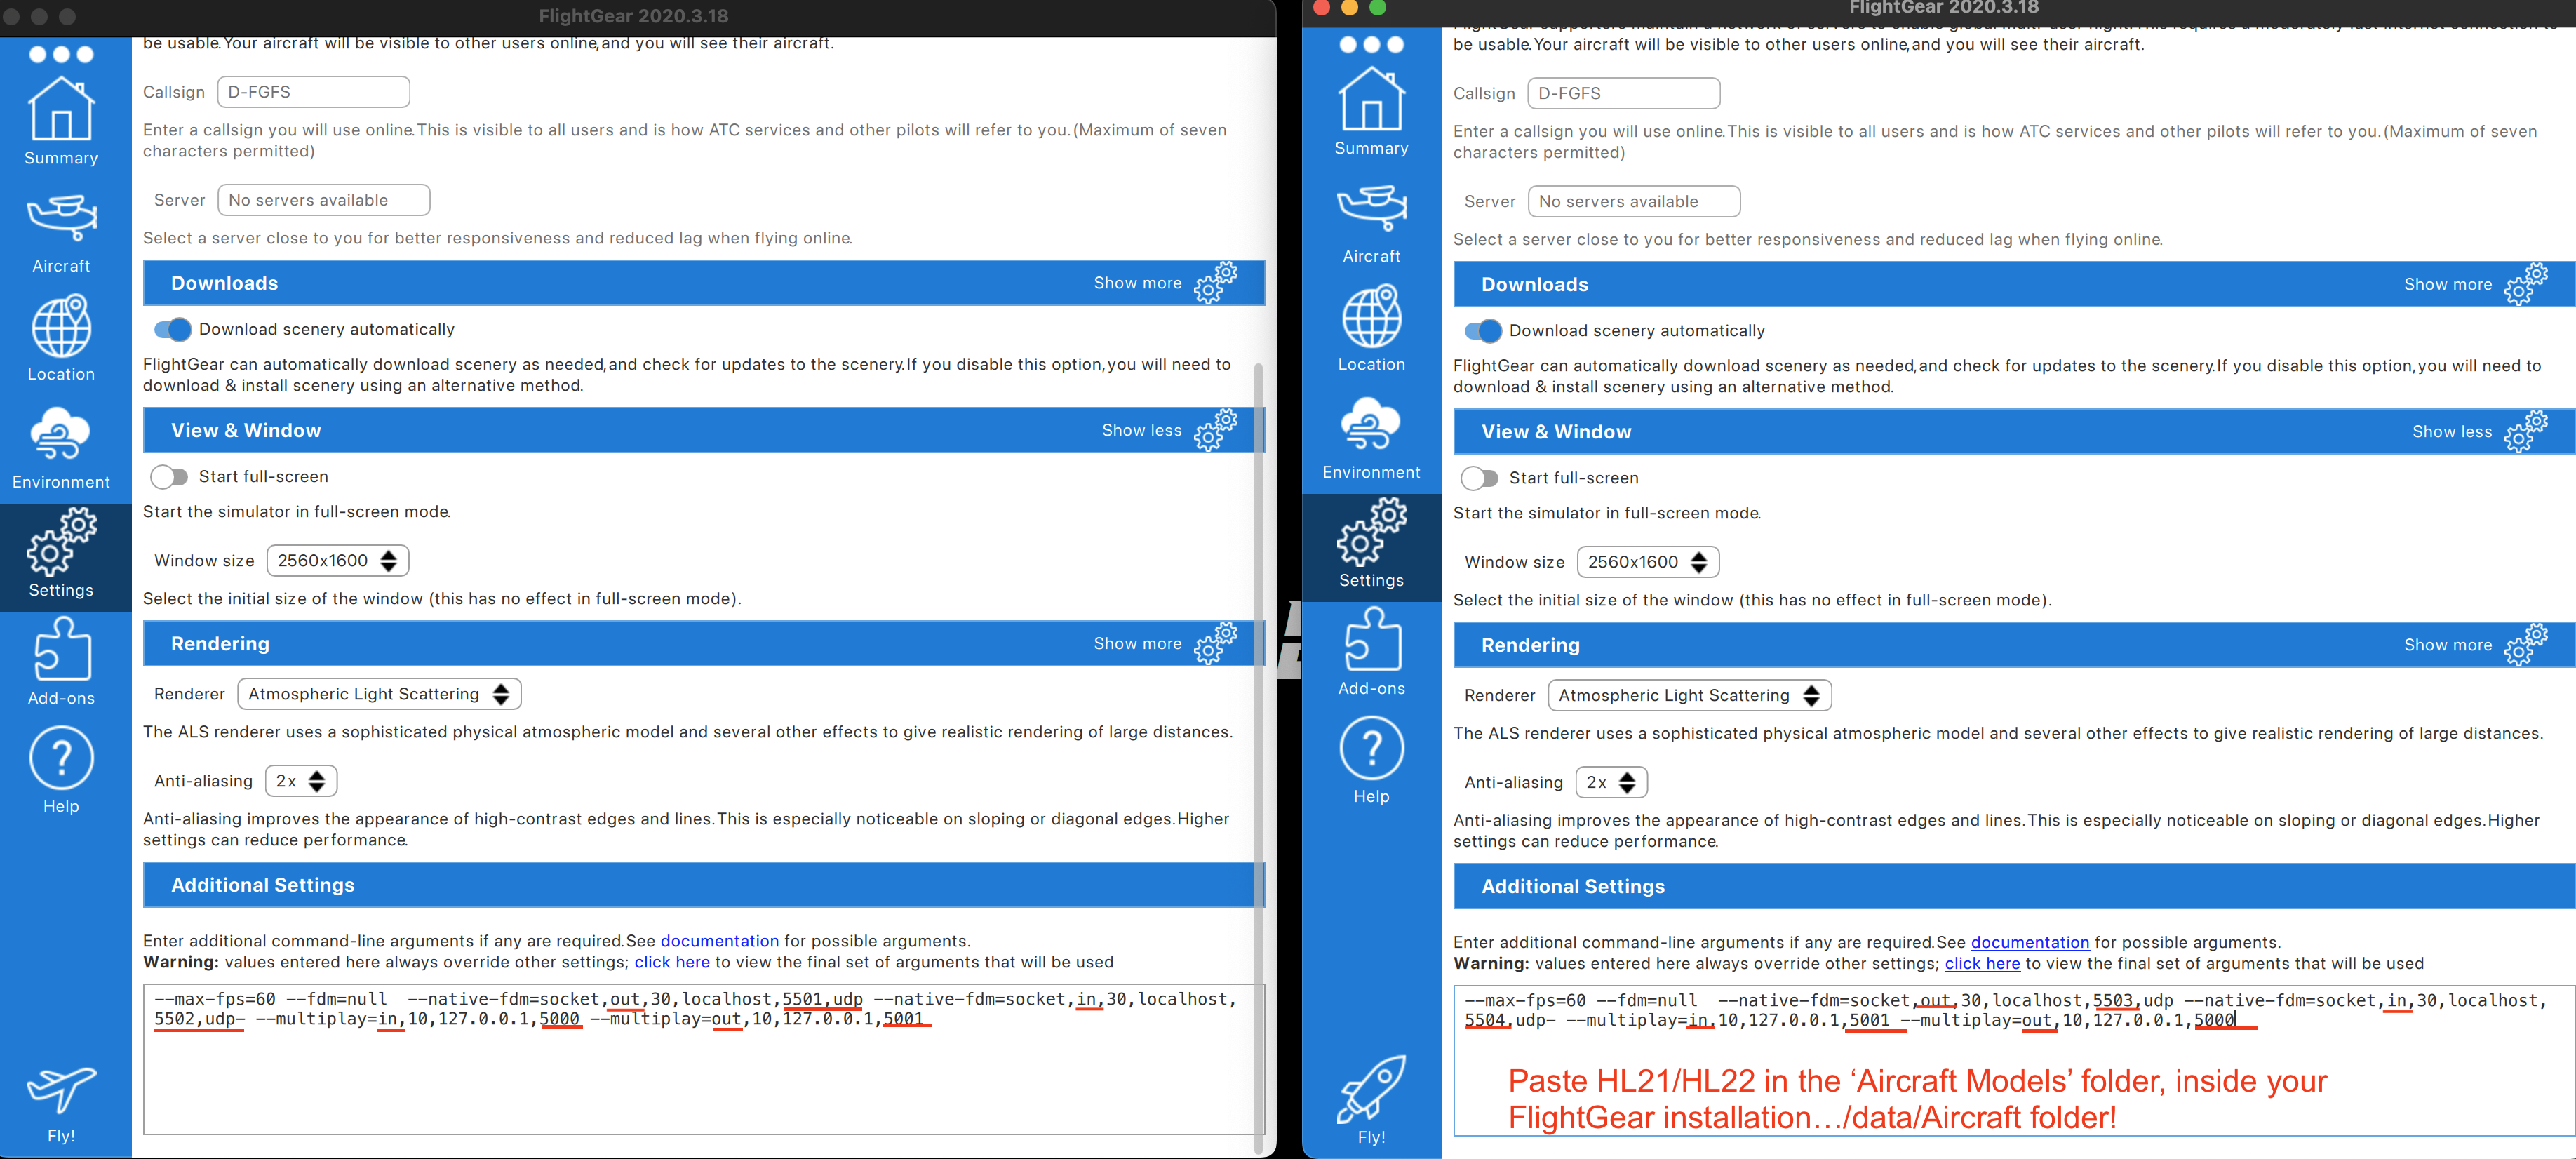 FlightGear 2020.3.18
be usable. Your aircraft will be visible to other users online, and you will see their aircraft.
Callsign D-FGFS
Enter a callsign you will use online. This is visible to all users and is how ATC services and other pilots will refer to you. (Maximum of seven
characters permitted)
Server No servers available
Select a server close to you for better responsiveness and reduced lag when flying online.
Downloads Show more
Download scenery automatically
FlightGear can automatically download scenery as needed, and check for updates to the scenery. If you disable this option, you will need to
download & install scenery using an alternative method.
View & Window Show less
Start full-screen
Start the simulator in full-screen mode.
Window size 2560x1600
Select the initial size of the window (this has no effect in full-screen mode).
Rendering Show more
Renderer Atmospheric Light Scattering
The ALS renderer uses a sophisticated physical atmospheric model and several other effects to give realistic rendering of large distances.
Anti-aliasing 2x
Anti-aliasing improves the appearance of high-contrast edges and lines. This is especially noticeable on sloping or diagonal edges. Higher
settings can reduce performance.
Additional Settings
Enter additional command-line arguments if any are required. See documentation for possible arguments.
Warning: values entered here always override other settings; click here to view the final set of arguments that will be used
--max-fps=60 --fdm=null  --native-fdm=socket,out,30,localhost,5501,udp --native-fdm=socket,in,30,localhost,
5502,udp- --multiplay=in,10,127.0.0.1,5000 --multiplay=out,10,127.0.0.1,5001
Summary
Aircraft
Location
Environment
Settings
Add-ons
Help
Fly!
FlightGear 2020.3.18
FlightGear supporters maintain a network of servers to enable global multi-user flight. This requires a moderately fast internet connection to
be usable. Your aircraft will be visible to other users online, and you will see their aircraft.
Callsign D-FGFS
Enter a callsign you will use online. This is visible to all users and is how ATC services and other pilots will refer to you. (Maximum of seven
characters permitted)
Server No servers available
Select a server close to you for better responsiveness and reduced lag when flying online.
Downloads Show more
Download scenery automatically
FlightGear can automatically download scenery as needed, and check for updates to the scenery. If you disable this option, you will need to
download & install scenery using an alternative method.
View & Window Show less
Start full-screen
Start the simulator in full-screen mode.
Window size 2560x1600
Select the initial size of the window (this has no effect in full-screen mode).
Rendering Show more
Renderer Atmospheric Light Scattering
The ALS renderer uses a sophisticated physical atmospheric model and several other effects to give realistic rendering of large distances.
Anti-aliasing 2x
Anti-aliasing improves the appearance of high-contrast edges and lines. This is especially noticeable on sloping or diagonal edges. Higher
settings can reduce performance.
Additional Settings
Enter additional command-line arguments if any are required. See documentation for possible arguments.
Warning: values entered here always override other settings; click here to view the final set of arguments that will be used
--max-fps=60 --fdm=null  --native-fdm=socket,out,30,localhost,5503,udp --native-fdm=socket,in,30,localhost,
5504,udp- --multiplay=in,10,127.0.0.1,5001 --multiplay=out,10,127.0.0.1,5000
Paste HL21/HL22 in the ‘Aircraft Models’ folder, inside your
FlightGear installation…/data/Aircraft folder!
Summary
Aircraft
Location
Environment
Settings
Add-ons
Help
Fly!